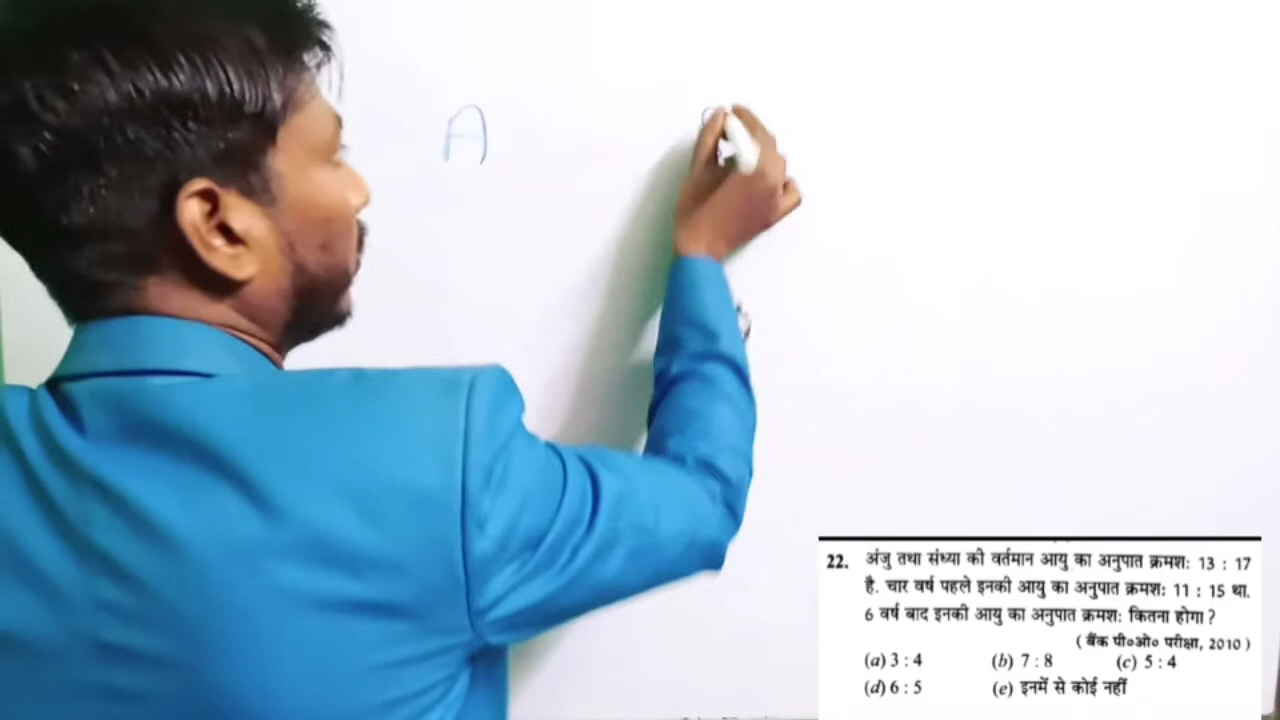 A
22. अंजु तथा संध्या की वर्तमान आयु का अनुपात क्रमश: 13 : 17
है. चार वर्ष पहले इनकी आयु का अनुपात क्रमश: 11 : 15 था.
6 वर्ष बाद इनकी आयु का अनुपात क्रमश: कितना होगा ?
( बैंक पी०ओ० परीक्षा, 2010 )
(a) 3 : 4 (b) 7 : 8 (c) 5 : 4
(d) 6 : 5 (e) इनमें से कोई नहीं